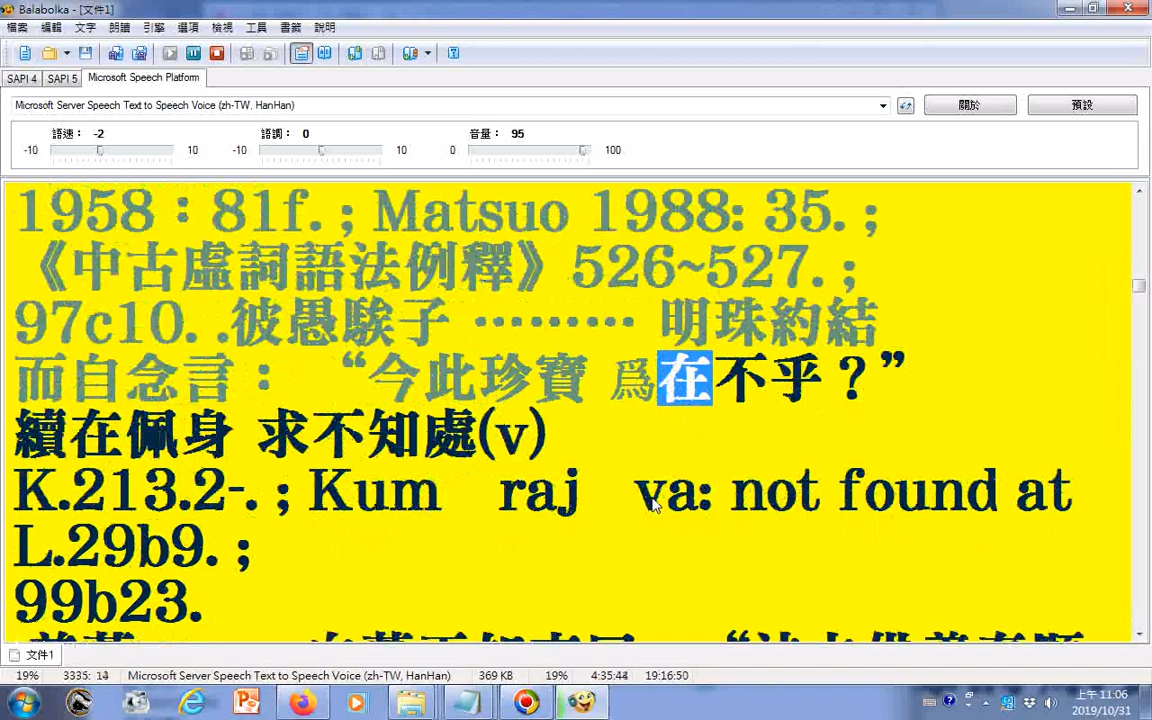 Balabolka - [文件1]
檔案 編輯 文字 朗讀 引擎 選項 檢視 工具 書籤 說明
SAPI 4 SAPI 5 Microsoft Speech Platform
Microsoft Server Speech Text to Speech Voice (zh-TW, HanHan)
關於 預設
語速： -2 語調： 0 音量： 95
-10 10 -10 10 0 100
1958：81f. ; Matsuo 1988: 35. ;
《中古虛詞語法例釋》526~527. ;
97c10. .彼愚騃子 ……… 明珠約結
而自念言： “今此珍寶 爲在不乎？”
續在佩身 求不知處(v)
K.213.2-. ; Kum raj va: not found at
L.29b9. ;
99b23.
文件1
19% 3335: 14 Microsoft Server Speech Text to Speech Voice (zh-TW, HanHan) 369 KB 19% 4:35:44 19:16:50
上午 11:06
2019/10/31